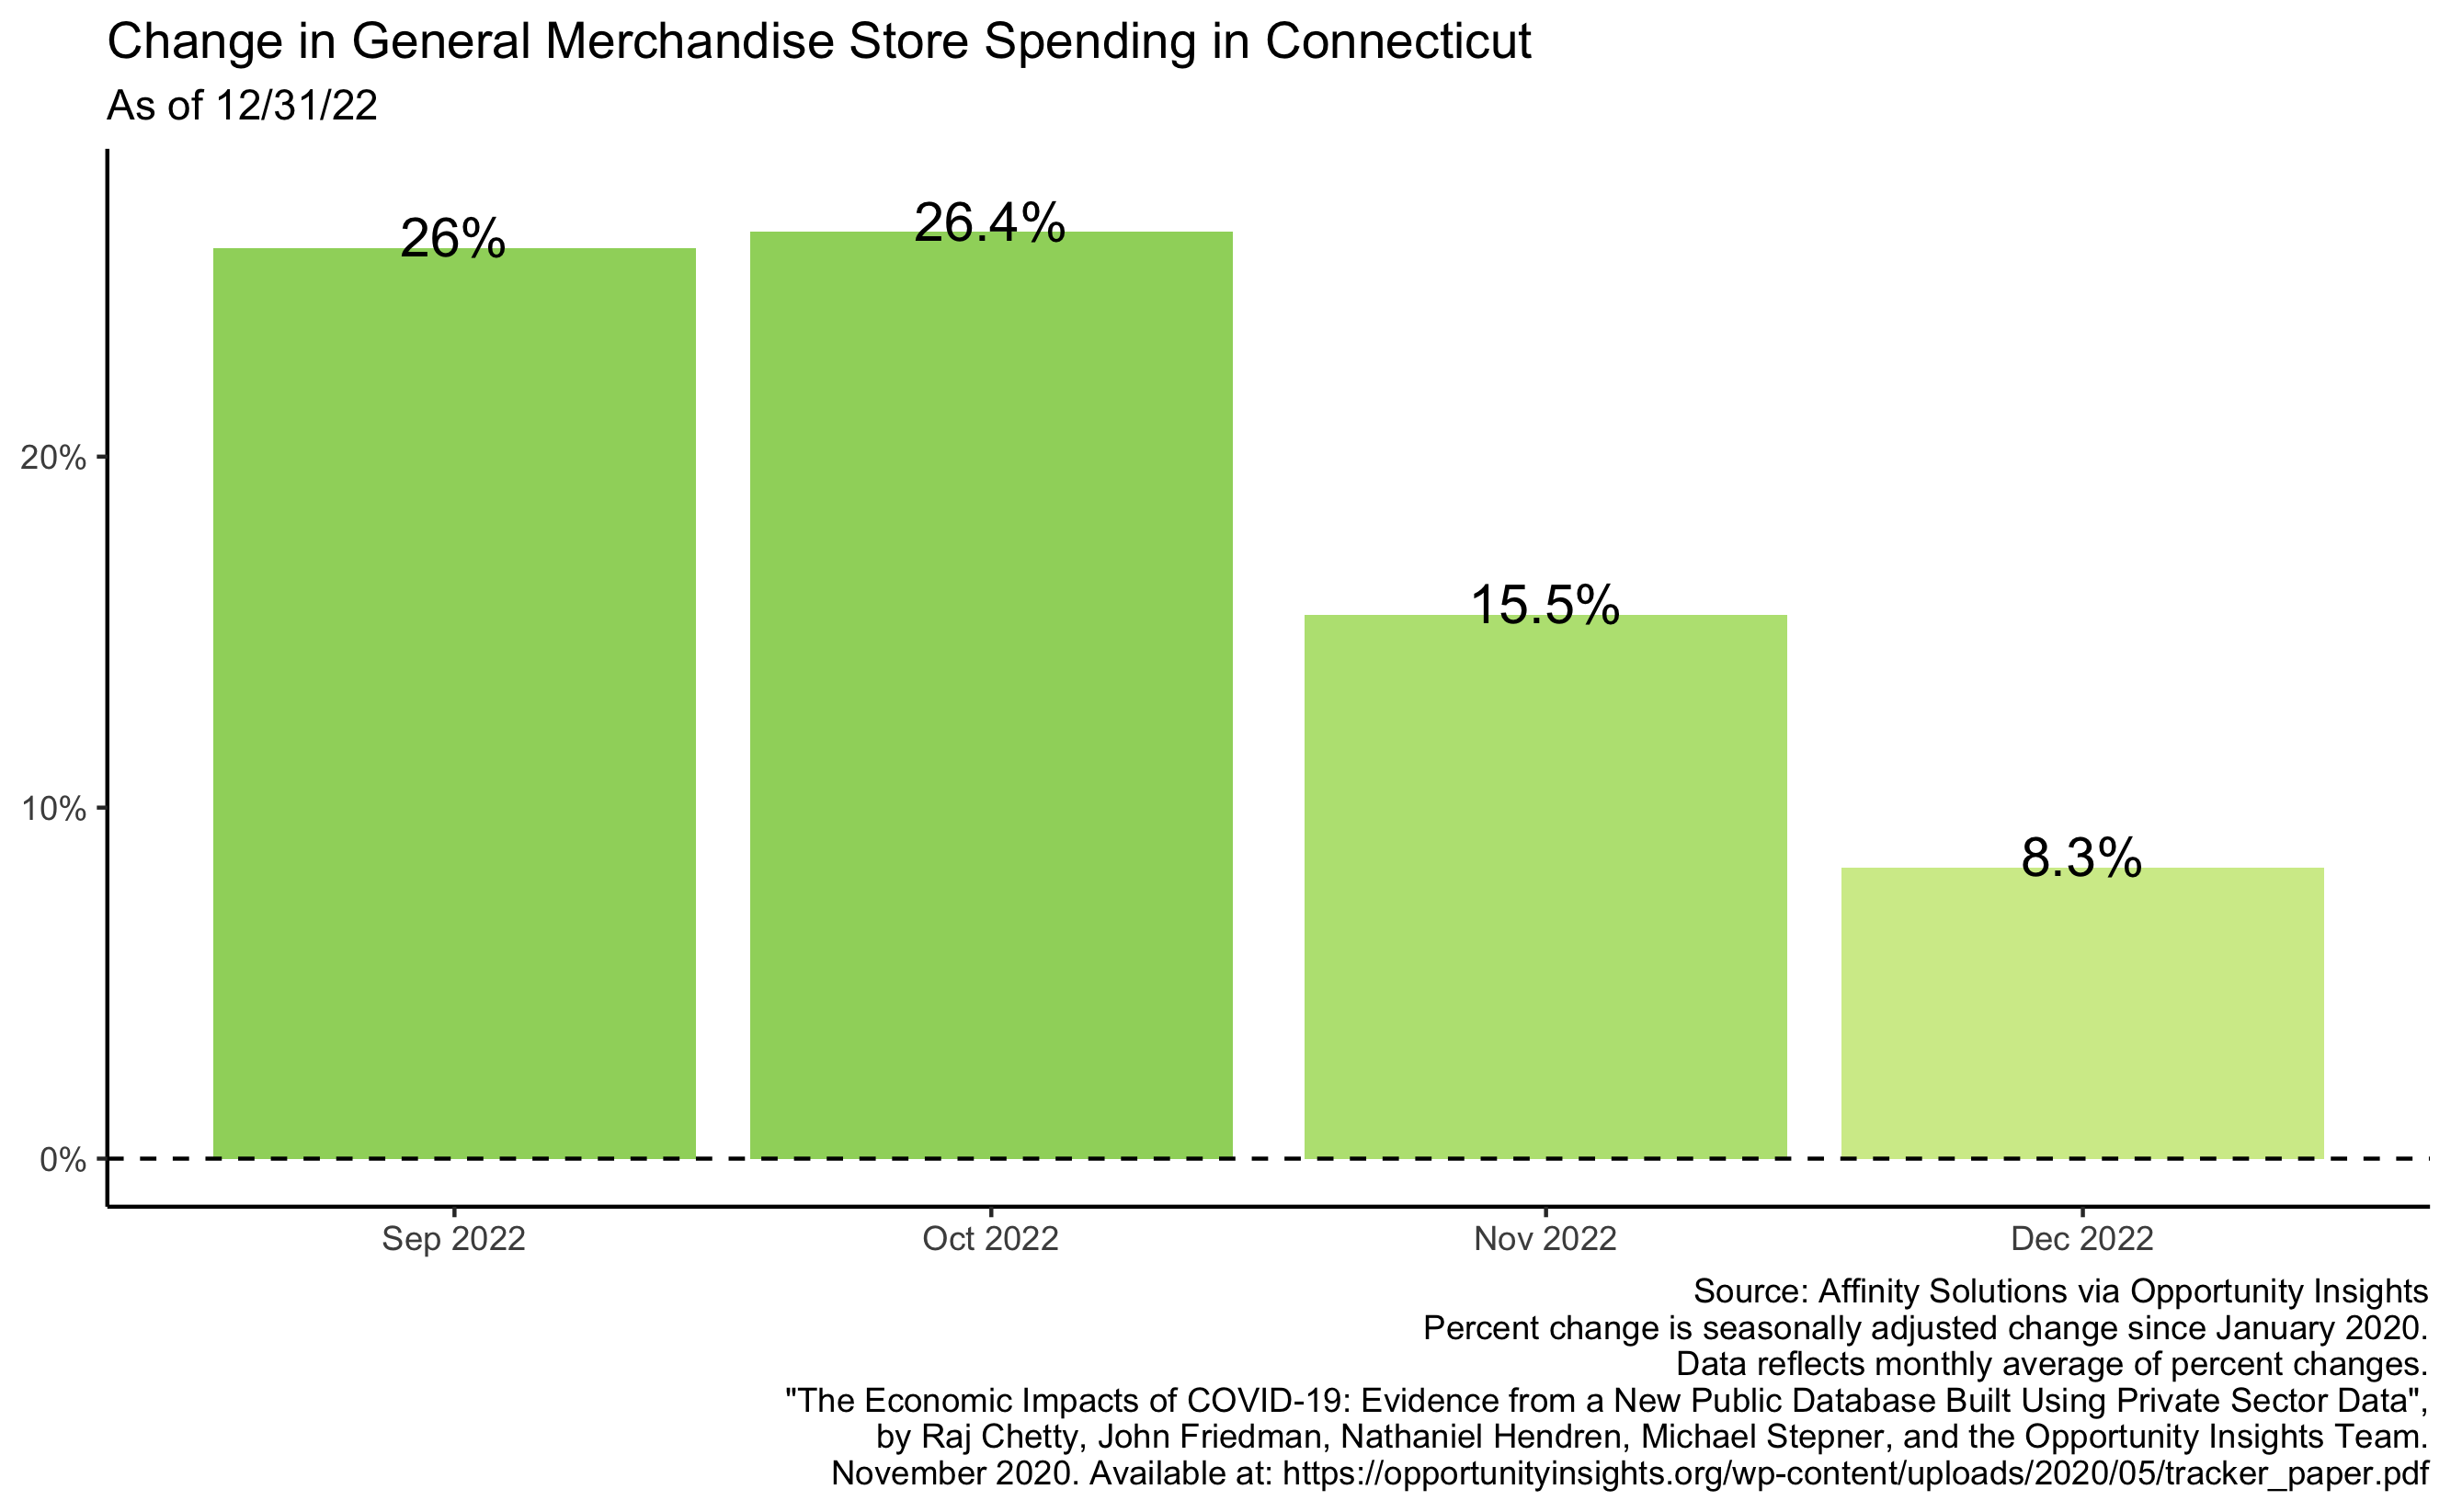 Change in General Merchandise Store Spending in Connecticut
As of 12/31/22
26%
26.4%
15.5%
8.3%
20%
10%
0%
Sep 2022
Oct 2022
Nov 2022
Dec 2022
Source: Affinity Solutions via Opportunity Insights
Percent change is seasonally adjusted change since January 2020.
Data reflects monthly average of percent changes.
"The Economic Impacts of COVID-19: Evidence from a New Public Database Built Using Private Sector Data",
by Raj Chetty, John Friedman, Nathaniel Hendren, Michael Stepner, and the Opportunity Insights Team.
November 2020. Available at: https://opportunityinsights.org/wp-content/uploads/2020/05/tracker_paper.pdf